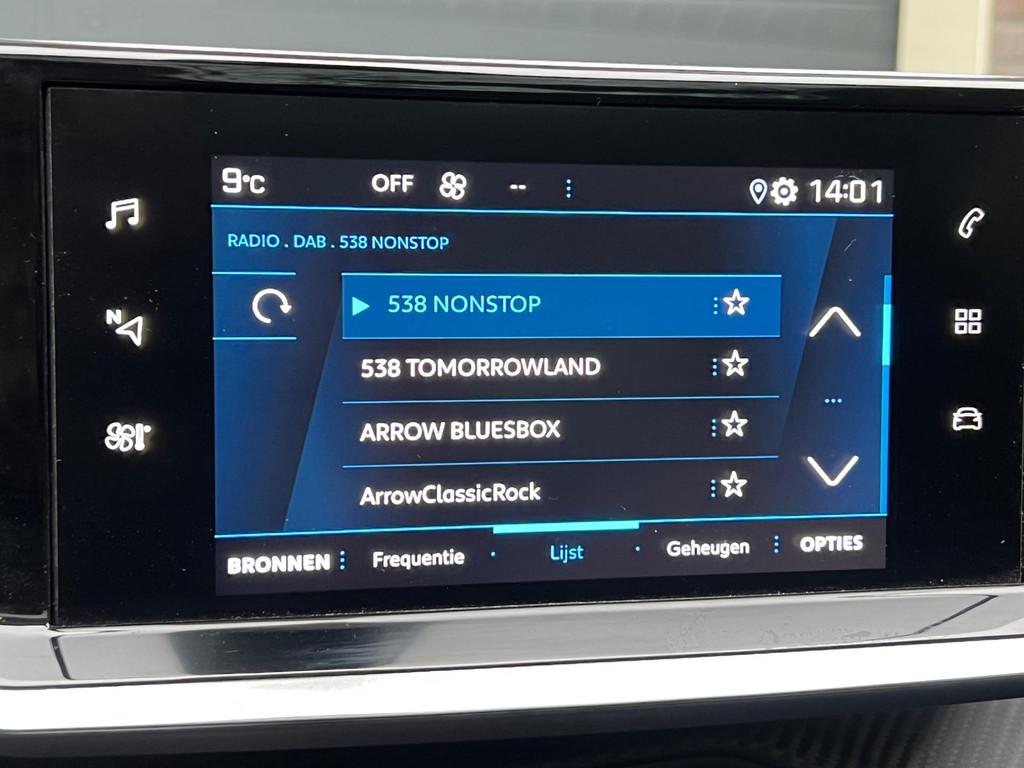 9°C OFF -- 14:01
RADIO . DAB . 538 NONSTOP
538 NONSTOP
538 TOMORROWLAND
N
ARROW BLUESBOX
ArrowClassicRock
BRONNEN Frequentie Lijst Geheugen OPTIES